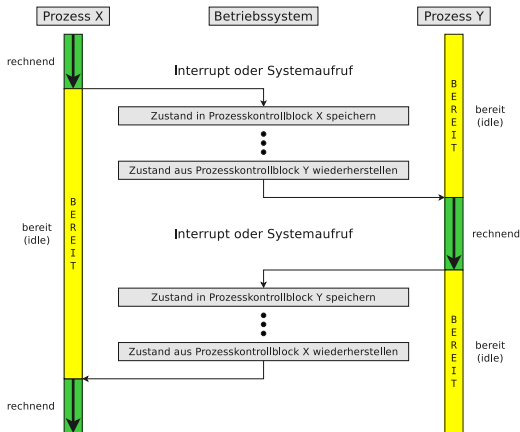 Prozess X
Betriebssystem
Prozess Y
rechnend
Interrupt oder Systemaufruf
BEREIT
bereit
(idle)
Zustand in Prozesskontrollblock X speichern
Zustand aus Prozesskontrollblock Y wiederherstellen
BEREIT
bereit
(idle)
Interrupt oder Systemaufruf
rechnend
Zustand in Prozesskontrollblock Y speichern
Zustand aus Prozesskontrollblock X wiederherstellen
BEREIT
bereit
(idle)
rechnend